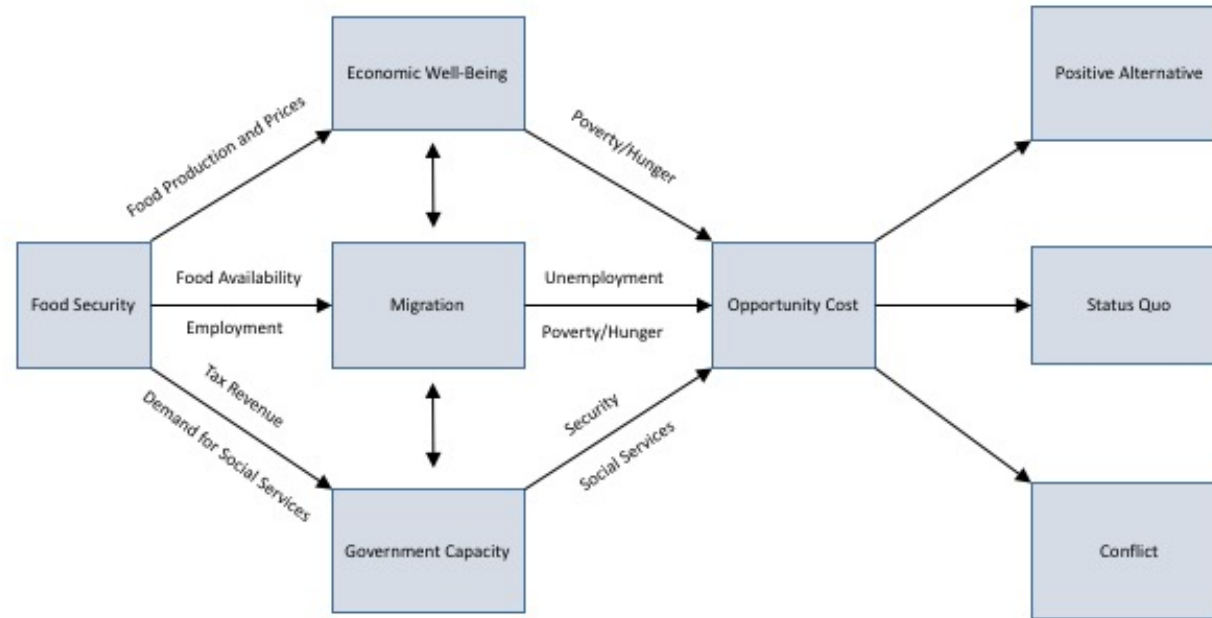 Economic Well-Being
Positive Alternative
Food Production and Prices
Poverty/Hunger
Food Security
Food Availability
Employment
Migration
Unemployment
Poverty/Hunger
Opportunity Cost
Status Quo
Tax Revenue
Demand for Social Services
Security
Social Services
Government Capacity
Conflict